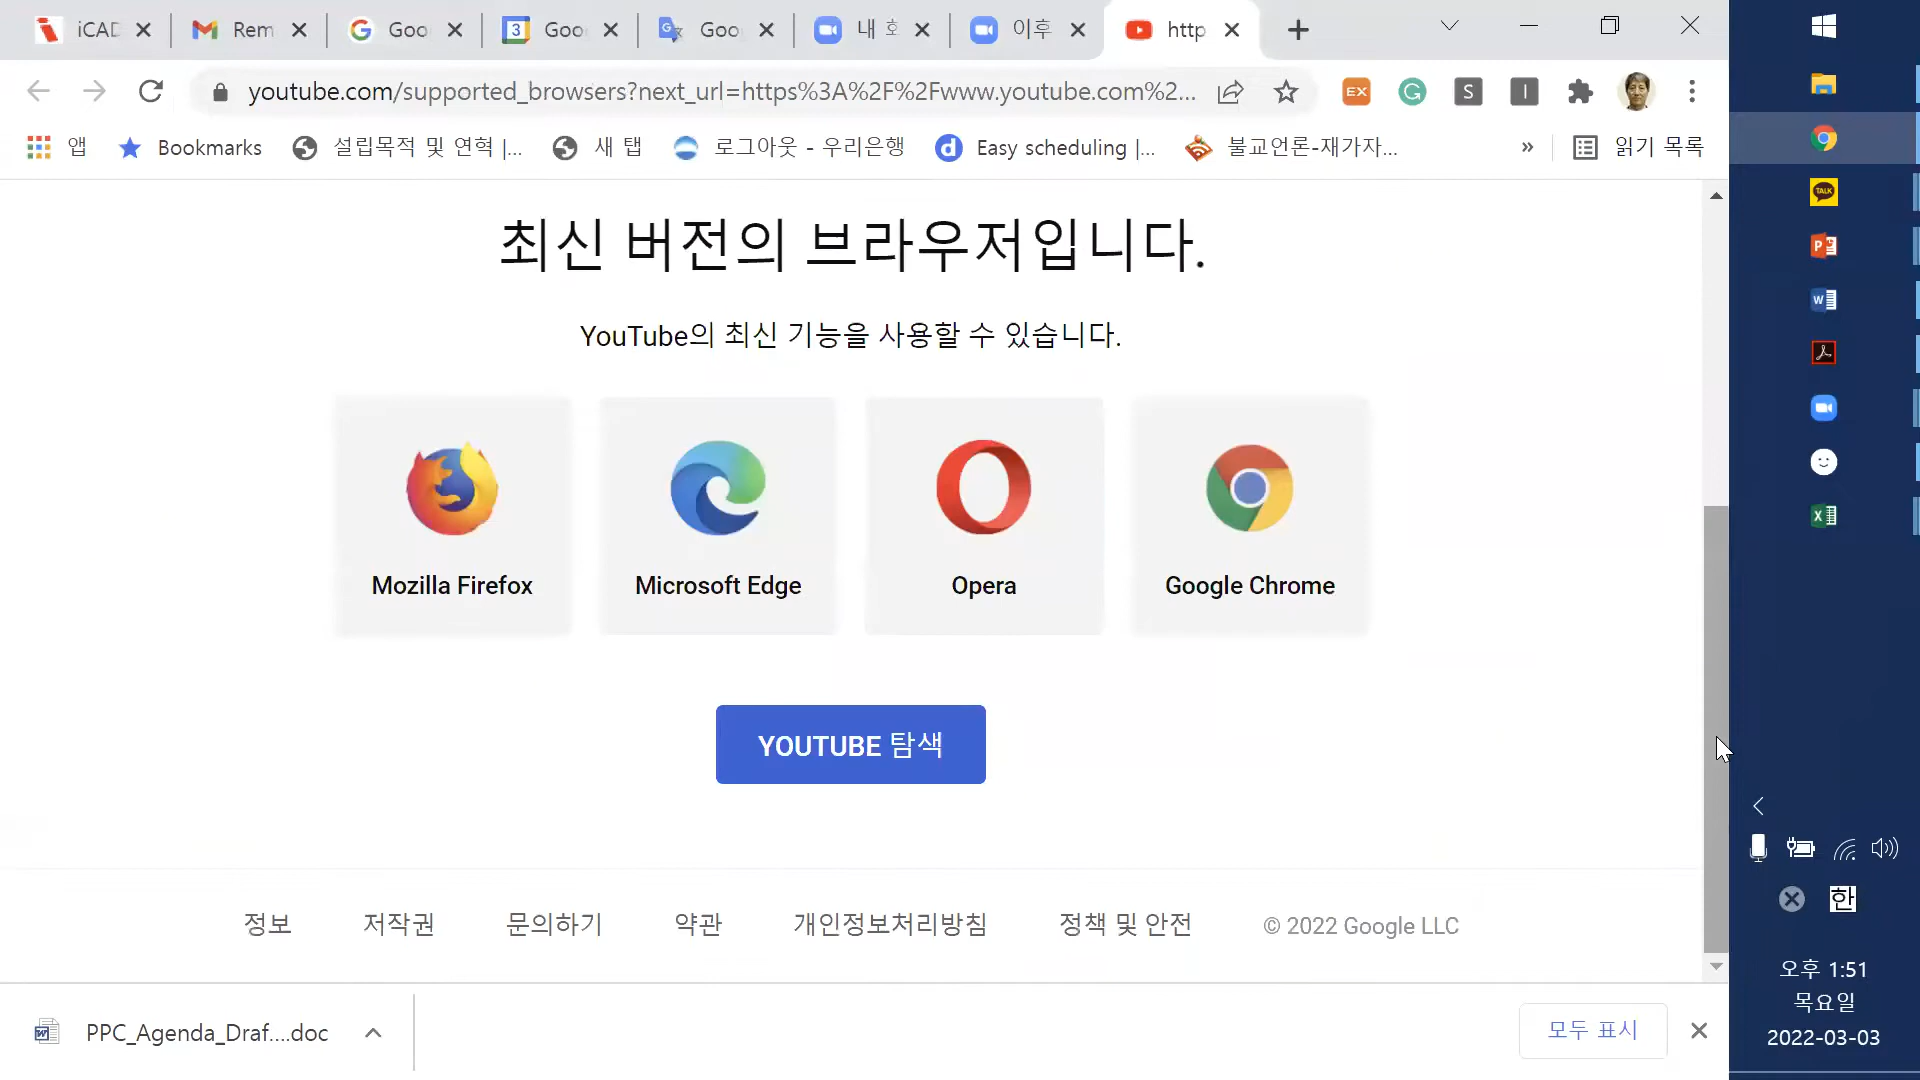 iCAD
Rem
Goo
3
Goo
Goo
내 호
이후
http
youtube.com/supported_browsers?next_url=https%3A%2F%2Fwww.youtube.com%2...
EX
S
I
앱
Bookmarks
설립목적 및 연혁 |...
새 탭
로그아웃 - 우리은행
Easy scheduling |...
불교언론-재가자...
»
읽기 목록
최신 버전의 브라우저입니다.
YouTube의 최신 기능을 사용할 수 있습니다.
Mozilla Firefox
Microsoft Edge
Opera
Google Chrome
YOUTUBE 탐색
정보
저작권
문의하기
약관
개인정보처리방침
정책 및 안전
© 2022 Google LLC
PPC_Agenda_Draf....doc
모두 표시
TALK
한
오후 1:51
목요일
2022-03-03